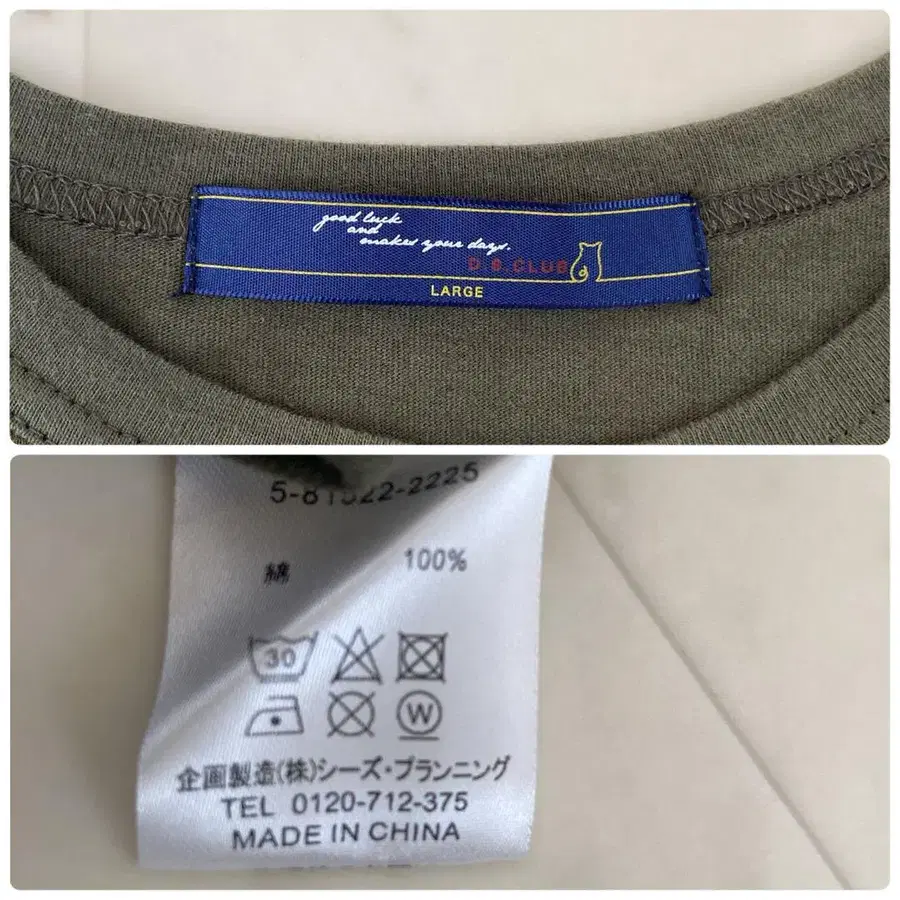 good luck
and
makes your days.
D.B.CLUB
LARGE
5-81522-2225
綿 100%
30
W
企画製造(株)シーズ・プランニング
TEL 0120-712-375
MADE IN CHINA